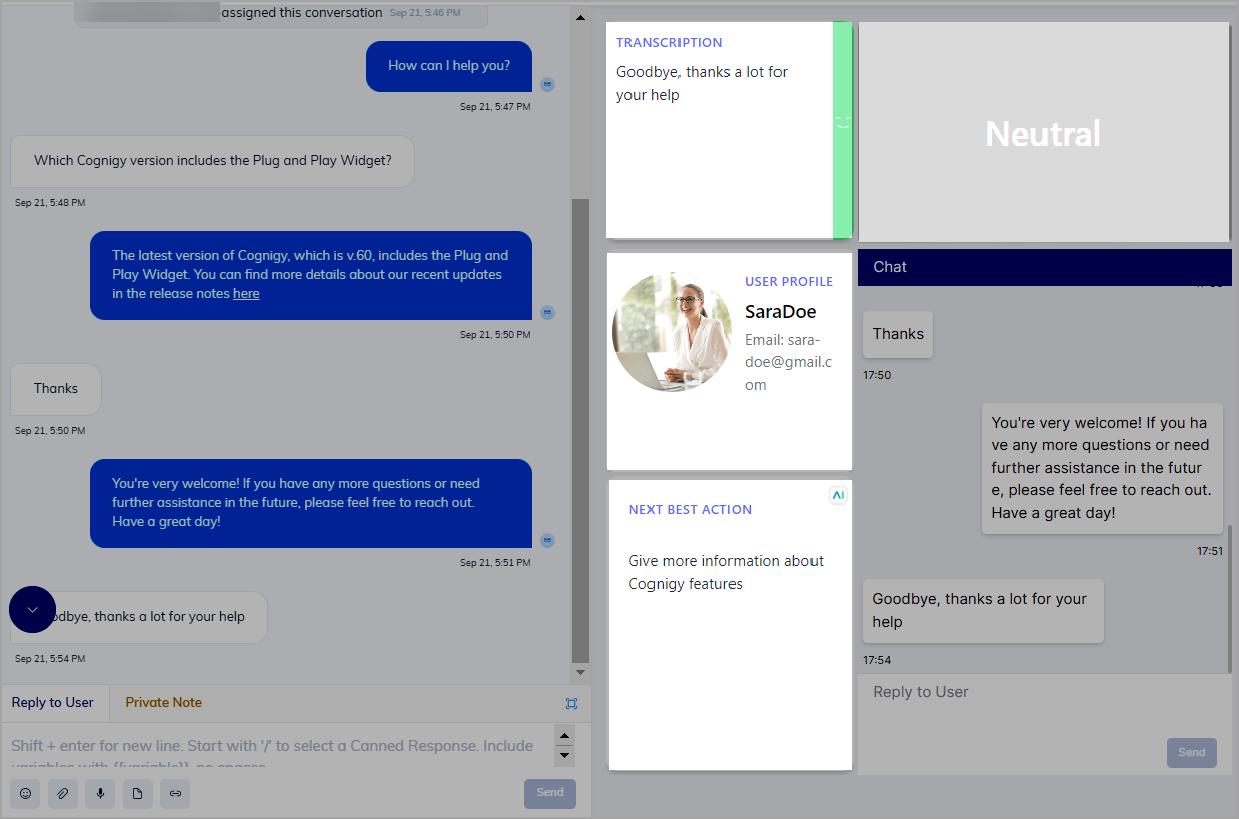 assigned this conversation Sep 21, 5:46 PM
How can I help you?
Sep 21, 5:47 PM
Which Cognigy version includes the Plug and Play Widget?
Sep 21, 5:48 PM
The latest version of Cognigy, which is v.60, includes the Plug and
Play Widget. You can find more details about our recent updates
in the release notes here
Sep 21, 5:50 PM
Thanks
Sep 21, 5:50 PM
You're very welcome! If you have any more questions or need
further assistance in the future, please feel free to reach out.
Have a great day!
Sep 21, 5:51 PM
odbye, thanks a lot for your help
Sep 21, 5:54 PM
Reply to User
Private Note
Shift + enter for new line. Start with '/' to select a Canned Response. Include
variables with {{variable}}, no spaces
Send
TRANSCRIPTION
Goodbye, thanks a lot for
your help
Neutral
USER PROFILE
SaraDoe
Email: sara-
doe@gmail.c
om
AI
NEXT BEST ACTION
Give more information about
Cognigy features
Chat
Thanks
17:50
You're very welcome! If you ha
ve any more questions or need
further assistance in the futur
e, please feel free to reach out.
Have a great day!
17:51
Goodbye, thanks a lot for your
help
17:54
Reply to User
Send